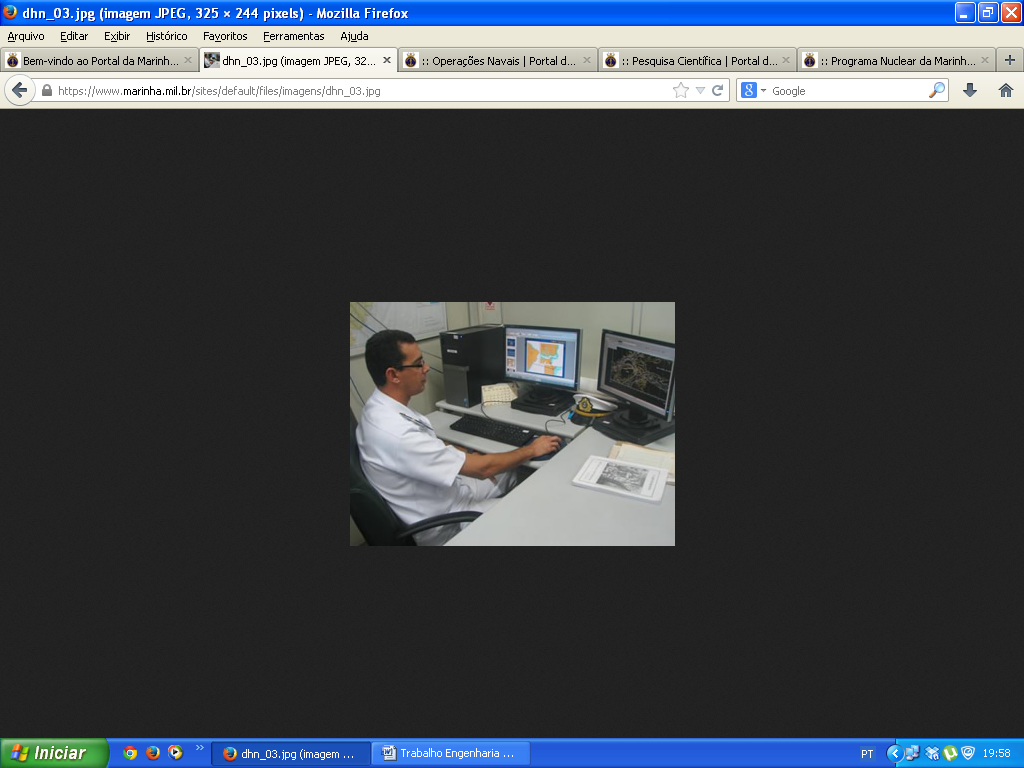 dhn_03.jpg (imagem JPEG, 325 × 244 pixels) - Mozilla Firefox
Arquivo Editar Exibir Histórico Favoritos Ferramentas Ajuda
Bem-vindo ao Portal da Marinh... dhn_03.jpg (imagem JPEG, 32... :: Operações Navais | Portal d... :: Pesquisa Científica | Portal d... :: Programa Nuclear da Marinh...
https://www.marinha.mil.br/sites/default/files/imagens/dhn_03.jpg Google
Iniciar dhn_03.jpg (imagem ... Trabalho Engenharia ... PT 19:58